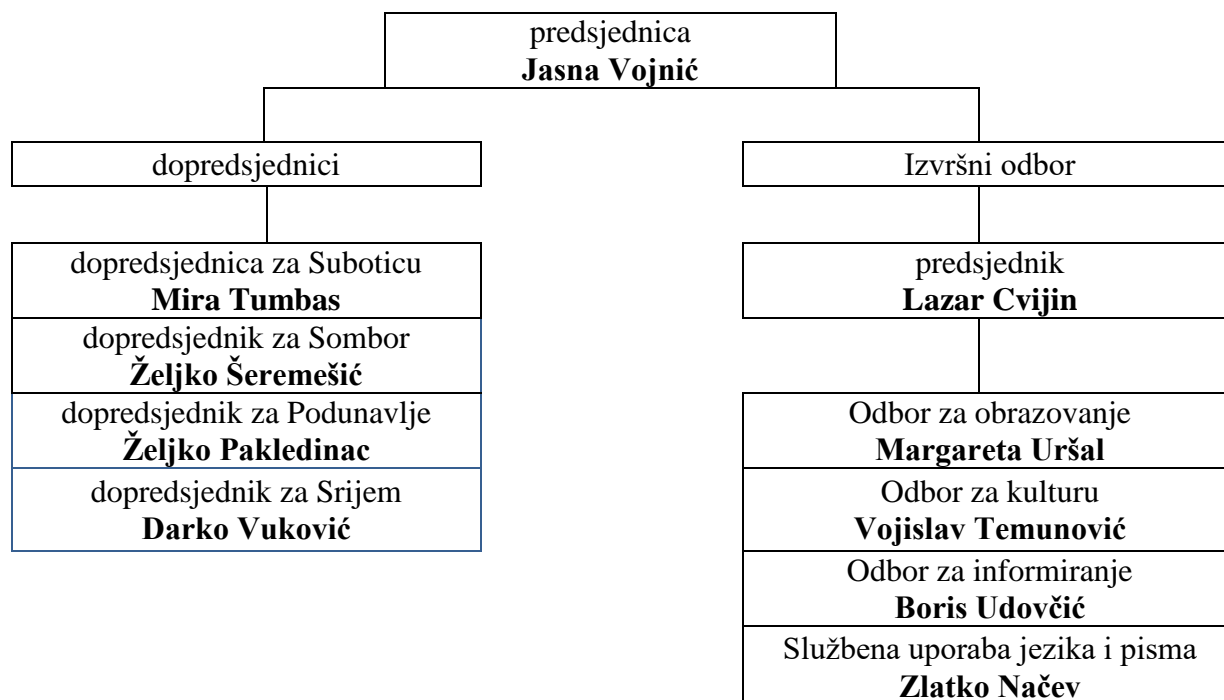 predsjednica
Jasna Vojnić
dopredsjednici
Izvršni odbor
dopredsjednica za Suboticu
Mira Tumbas
dopredsjednik za Sombor
Željko Šeremešić
dopredsjednik za Podunavlje
Željko Pakledinac
dopredsjednik za Srijem
Darko Vuković
predsjednik
Lazar Cvijin
Odbor za obrazovanje
Margareta Uršal
Odbor za kulturu
Vojislav Temunović
Odbor za informiranje
Boris Udovčić
Službena uporaba jezika i pisma
Zlatko Načev